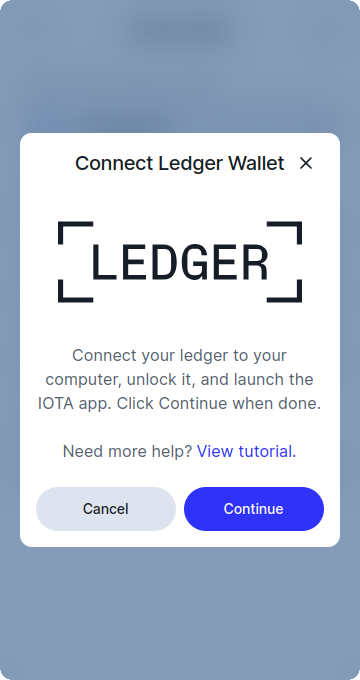 Connect Ledger Wallet
LEDGER
Connect your ledger to your
computer, unlock it, and launch the
IOTA app. Click Continue when done.
Need more help? View tutorial.
Cancel
Continue